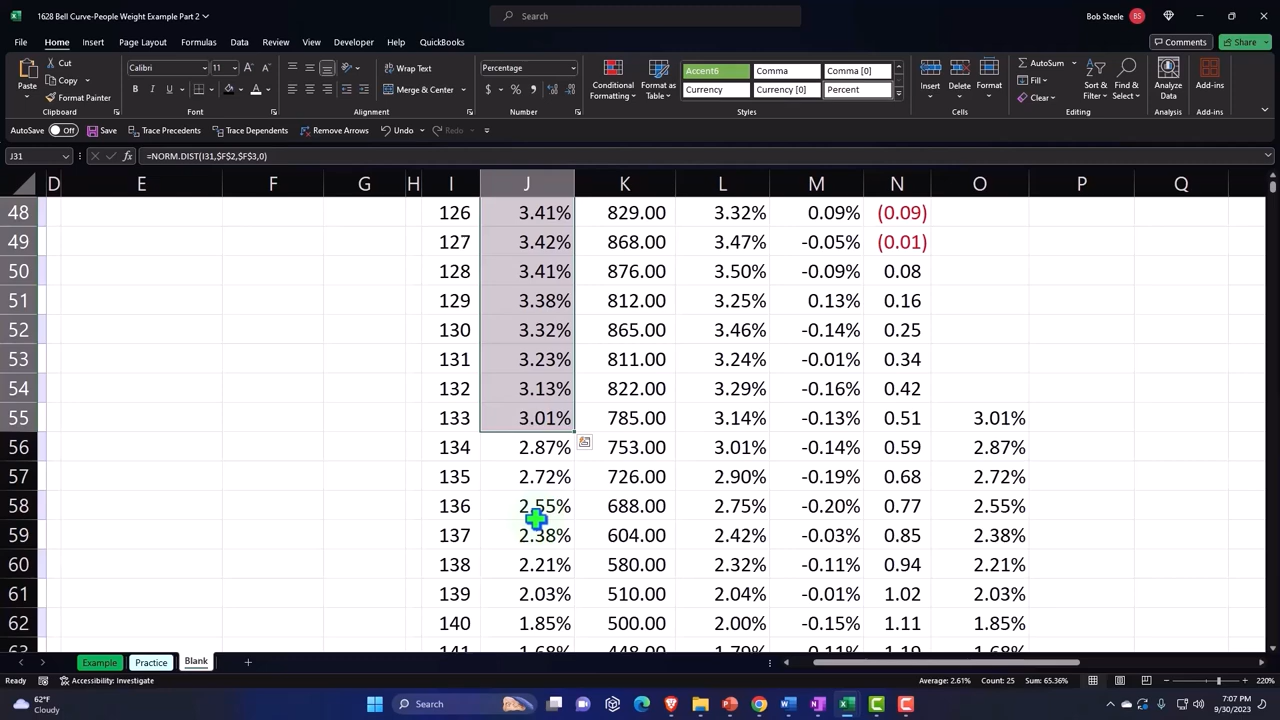 1628 Bell Curve-People Weight Example Part 2
Search
Bob Steele BS
File Home Insert Page Layout Formulas Data Review View Developer Help QuickBooks Comments Share
Paste Cut Copy Format Painter Clipboard
Calibri 11 B I U A A Font
Wrap Text Merge & Center Alignment
Percentage $ % Number
Conditional Formatting Format as Table
Accent6 Comma Comma [0]
Currency Currency [0] Percent
Styles
Insert Delete Format Cells
AutoSum Fill Clear Sort & Filter Find & Select Editing
Analyze Data Analysis
Add-ins Add-ins
AutoSave Off Save Trace Precedents Trace Dependents Remove Arrows Undo Redo
J31 fx =NORM.DIST(I31,$F$2,$F$3,0)
D E F G H I J K L M N O P Q
48 126 3.41% 829.00 3.32% 0.09% (0.09)
49 127 3.42% 868.00 3.47% -0.05% (0.01)
50 128 3.41% 876.00 3.50% -0.09% 0.08
51 129 3.38% 812.00 3.25% 0.13% 0.16
52 130 3.32% 865.00 3.46% -0.14% 0.25
53 131 3.23% 811.00 3.24% -0.01% 0.34
54 132 3.13% 822.00 3.29% -0.16% 0.42
55 133 3.01% 785.00 3.14% -0.13% 0.51 3.01%
56 134 2.87% 753.00 3.01% -0.14% 0.59 2.87%
57 135 2.72% 726.00 2.90% -0.19% 0.68 2.72%
58 136 2.55% 688.00 2.75% -0.20% 0.77 2.55%
59 137 2.38% 604.00 2.42% -0.03% 0.85 2.38%
60 138 2.21% 580.00 2.32% -0.11% 0.94 2.21%
61 139 2.03% 510.00 2.04% -0.01% 1.02 2.03%
62 140 1.85% 500.00 2.00% -0.15% 1.11 1.85%
63 141 1.68% 448.00 1.79% 0.11% 1.19 1.68%
Example Practice Blank
Ready Accessibility: Investigate Average: 2.61% Count: 25 Sum: 65.36% 220%
62°F Cloudy
Search
7:07 PM
9/30/2023